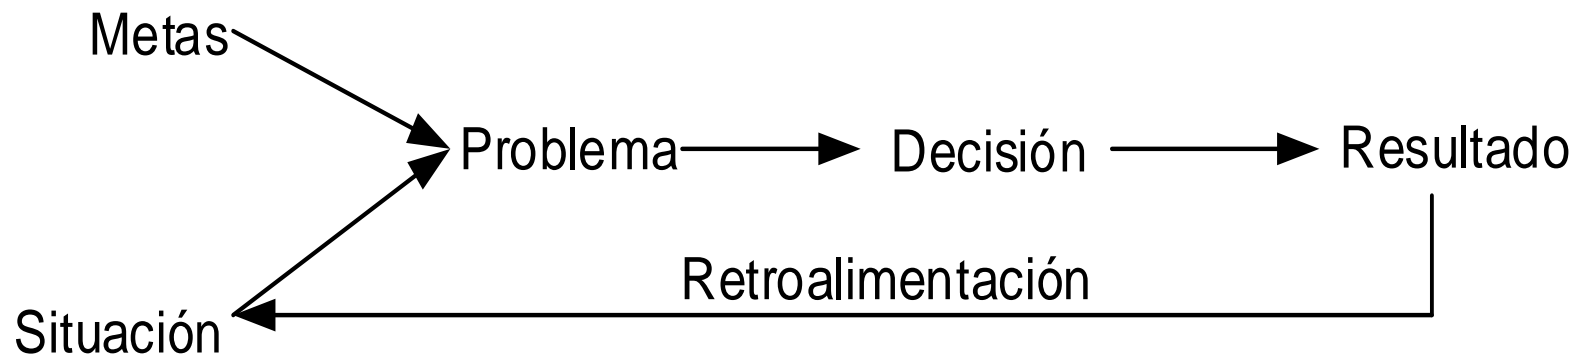 Metas
Problema
Decisión
Resultado
Retroalimentación
Situación